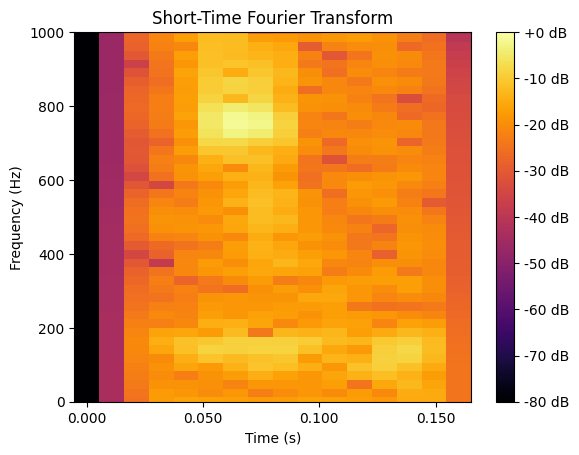 Short-Time Fourier Transform
1000
800
600
400
200
0
Frequency (Hz)
0.000
0.050
0.100
0.150
Time (s)
+0 dB
-10 dB
-20 dB
-30 dB
-40 dB
-50 dB
-60 dB
-70 dB
-80 dB